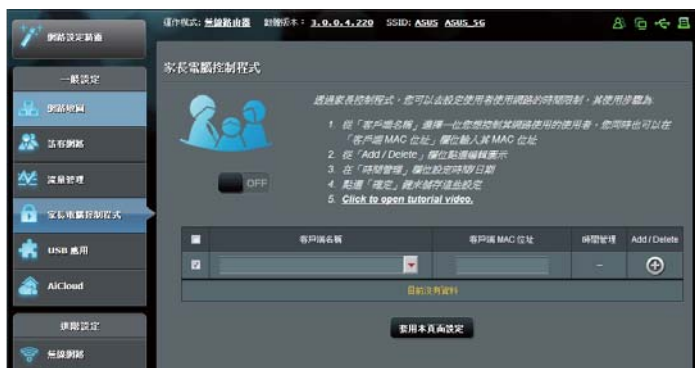 運作模式: 無線路由器 韌體版本: 3.0.0.4.220 SSID: ASUS ASUS_5G
網路設定精靈
一般設定
網路地圖
訪客網路
流量管理
家長電腦控制程式
USB 應用
AiCloud
進階設定
無線網路
家長電腦控制程式
透過家長控制程式，您可以去設定使用者使用網路的時間限制，其使用步驟為:
1. 從「客戶端名稱」選擇一位您想控制其網路使用的使用者，您同時也可以在
「客戶端 MAC 位址」欄位輸入其 MAC 位址
2. 從「Add / Delete」欄位點選編輯圖示
3. 在「時間管理」欄位設定時間/日期
4. 點選「確定」鍵來儲存這些設定
5. Click to open tutorial video.
OFF
客戶端名稱 客戶端 MAC 位址 時間管理 Add / Delete
–
目前沒有資料
套用本頁面設定